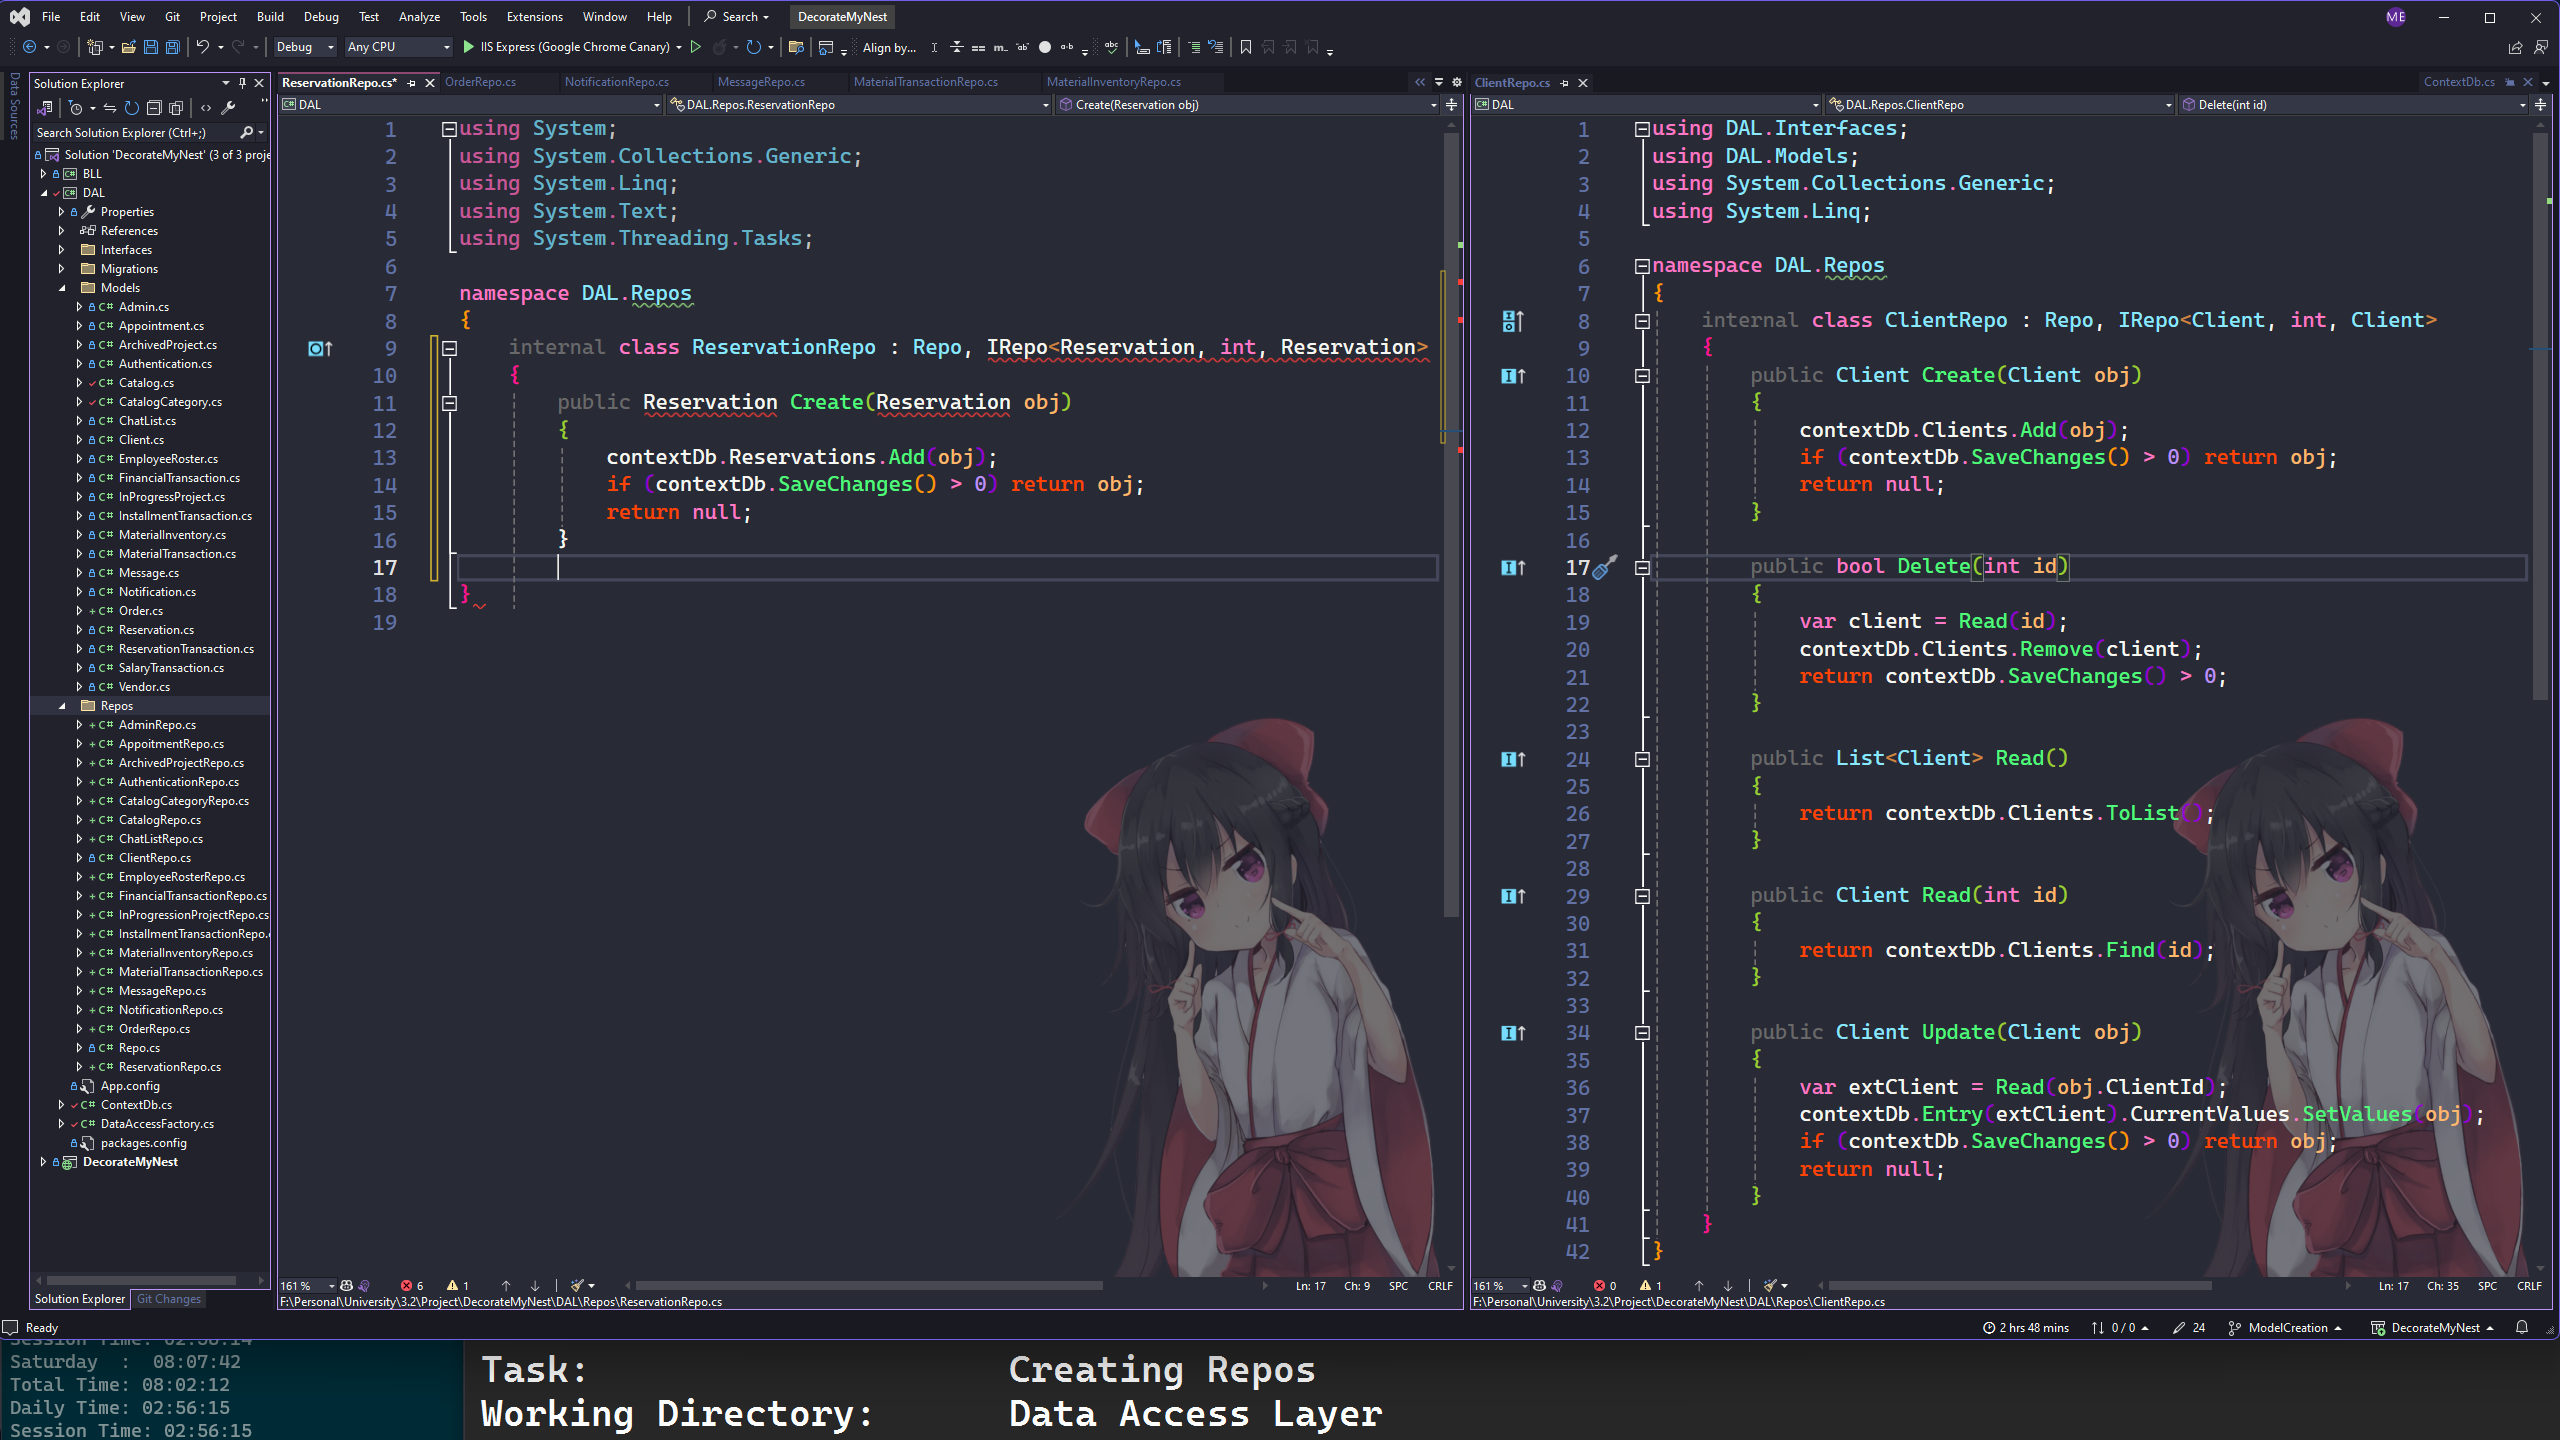 File Edit View Git Project Build Debug Test Analyze Tools Extensions Window Help Search DecorateMyNest ME
Debug Any CPU IIS Express (Google Chrome Canary) Align by...
Data Sources
Solution Explorer
Search Solution Explorer (Ctrl+;)
Solution 'DecorateMyNest' (3 of 3 proje
BLL
DAL
Properties
References
Interfaces
Migrations
Models
Admin.cs
Appointment.cs
ArchivedProject.cs
Authentication.cs
Catalog.cs
CatalogCategory.cs
ChatList.cs
Client.cs
EmployeeRoster.cs
FinancialTransaction.cs
InProgressProject.cs
InstallmentTransaction.cs
MaterialInventory.cs
MaterialTransaction.cs
Message.cs
Notification.cs
Order.cs
Reservation.cs
ReservationTransaction.cs
SalaryTransaction.cs
Vendor.cs
Repos
AdminRepo.cs
AppoitmentRepo.cs
ArchivedProjectRepo.cs
AuthenticationRepo.cs
CatalogCategoryRepo.cs
CatalogRepo.cs
ChatListRepo.cs
ClientRepo.cs
EmployeeRosterRepo.cs
FinancialTransactionRepo.cs
InProgressionProjectRepo.cs
InstallmentTransactionRepo.
MaterialInventoryRepo.cs
MaterialTransactionRepo.cs
MessageRepo.cs
NotificationRepo.cs
OrderRepo.cs
Repo.cs
ReservationRepo.cs
App.config
ContextDb.cs
DataAccessFactory.cs
packages.config
DecorateMyNest
Solution Explorer Git Changes
ReservationRepo.cs* OrderRepo.cs NotificationRepo.cs MessageRepo.cs MaterialTransactionRepo.cs MaterialInventoryRepo.cs
DAL DAL.Repos.ReservationRepo Create(Reservation obj)
1 using System;
2 using System.Collections.Generic;
3 using System.Linq;
4 using System.Text;
5 using System.Threading.Tasks;
6
7 namespace DAL.Repos
8 {
9 internal class ReservationRepo : Repo, IRepo<Reservation, int, Reservation>
10 {
11 public Reservation Create(Reservation obj)
12 {
13 contextDb.Reservations.Add(obj);
14 if (contextDb.SaveChanges() > 0) return obj;
15 return null;
16 }
17
18 }
19
161 % 6 1 Ln: 17 Ch: 9 SPC CRLF
F:\Personal\University\3.2\Project\DecorateMyNest\DAL\Repos\ReservationRepo.cs
ClientRepo.cs ContextDb.cs
DAL DAL.Repos.ClientRepo Delete(int id)
1 using DAL.Interfaces;
2 using DAL.Models;
3 using System.Collections.Generic;
4 using System.Linq;
5
6 namespace DAL.Repos
7 {
8 internal class ClientRepo : Repo, IRepo<Client, int, Client>
9 {
10 public Client Create(Client obj)
11 {
12 contextDb.Clients.Add(obj);
13 if (contextDb.SaveChanges() > 0) return obj;
14 return null;
15 }
16
17 public bool Delete(int id)
18 {
19 var client = Read(id);
20 contextDb.Clients.Remove(client);
21 return contextDb.SaveChanges() > 0;
22 }
23
24 public List<Client> Read()
25 {
26 return contextDb.Clients.ToList();
27 }
28
29 public Client Read(int id)
30 {
31 return contextDb.Clients.Find(id);
32 }
33
34 public Client Update(Client obj)
35 {
36 var extClient = Read(obj.ClientId);
37 contextDb.Entry(extClient).CurrentValues.SetValues(obj);
38 if (contextDb.SaveChanges() > 0) return obj;
39 return null;
40 }
41 }
42 }
161 % 0 1 Ln: 17 Ch: 35 SPC CRLF
F:\Personal\University\3.2\Project\DecorateMyNest\DAL\Repos\ClientRepo.cs
Ready 2 hrs 48 mins 0 / 0 24 ModelCreation DecorateMyNest
Session Time: 02:56:14
Saturday : 08:07:42
Total Time: 08:02:12
Daily Time: 02:56:15
Session Time: 02:56:15
Task: Creating Repos
Working Directory: Data Access Layer